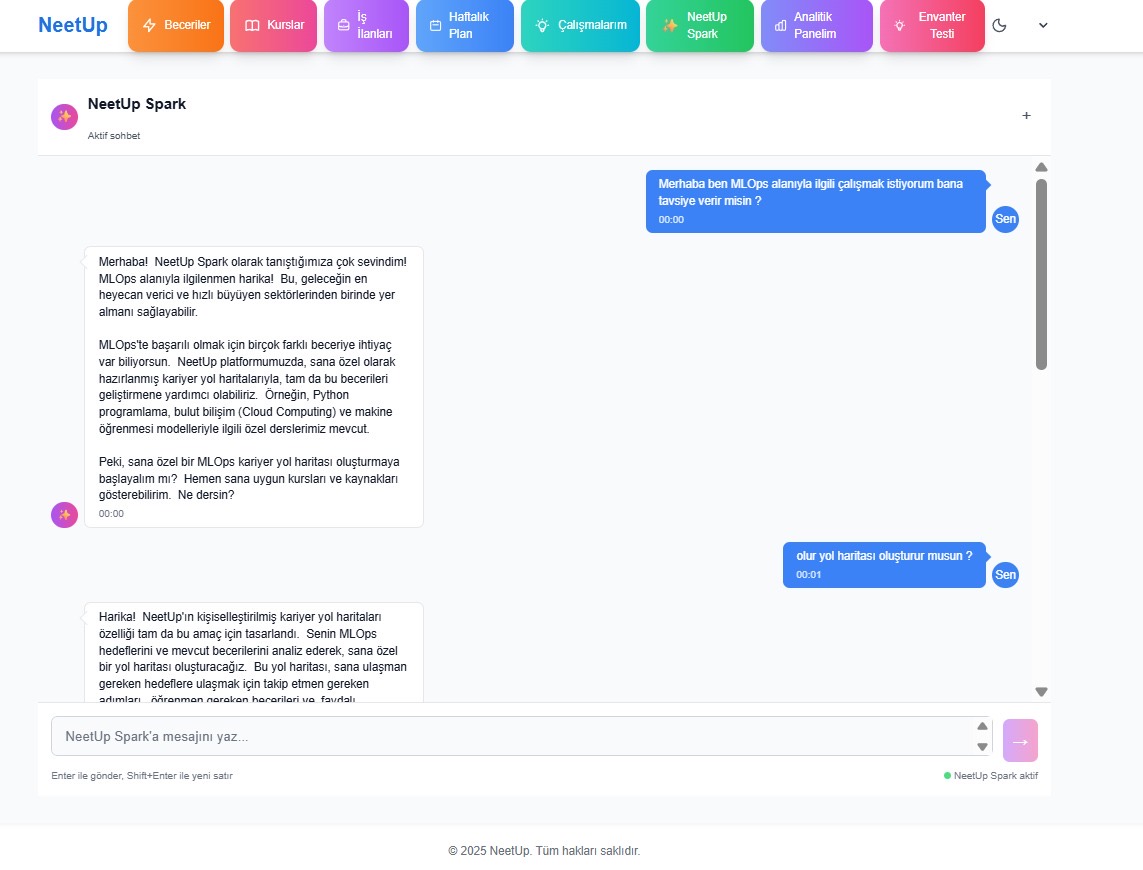 NeetUp
Beceriler
Kurslar
İş
İlanları
Haftalık
Plan
Çalışmalarım
NeetUp
Spark
Analitik
Panelim
Envanter
Testi
NeetUp Spark
Aktif sohbet
+
Merhaba ben MLOps alanıyla ilgili çalışmak istiyorum bana
tavsiye verir misin ?
00:00
Sen
Merhaba! NeetUp Spark olarak tanıştığımıza çok sevindim!
MLOps alanıyla ilgilenmen harika! Bu, geleceğin en
heyecan verici ve hızlı büyüyen sektörlerinden birinde yer
almanı sağlayabilir.
MLOps'te başarılı olmak için birçok farklı beceriye ihtiyaç
var biliyorsun. NeetUp platformumuzda, sana özel olarak
hazırlanmış kariyer yol haritalarıyla, tam da bu becerileri
geliştirmene yardımcı olabiliriz. Örneğin, Python
programlama, bulut bilişim (Cloud Computing) ve makine
öğrenmesi modelleriyle ilgili özel derslerimiz mevcut.
Peki, sana özel bir MLOps kariyer yol haritası oluşturmaya
başlayalım mı? Hemen sana uygun kursları ve kaynakları
gösterebilirim. Ne dersin?
00:00
olur yol haritası oluşturur musun ?
00:01
Sen
Harika! NeetUp'ın kişiselleştirilmiş kariyer yol haritaları
özelliği tam da bu amaç için tasarlandı. Senin MLOps
hedeflerini ve mevcut becerilerini analiz ederek, sana özel
bir yol haritası oluşturacağız. Bu yol haritası, sana ulaşman
gereken hedeflere ulaşmak için takip etmen gereken
adımları, öğrenmen gereken becerileri ve faydalı
NeetUp Spark'a mesajını yaz...
→
Enter ile gönder, Shift+Enter ile yeni satır
NeetUp Spark aktif
© 2025 NeetUp. Tüm hakları saklıdır.